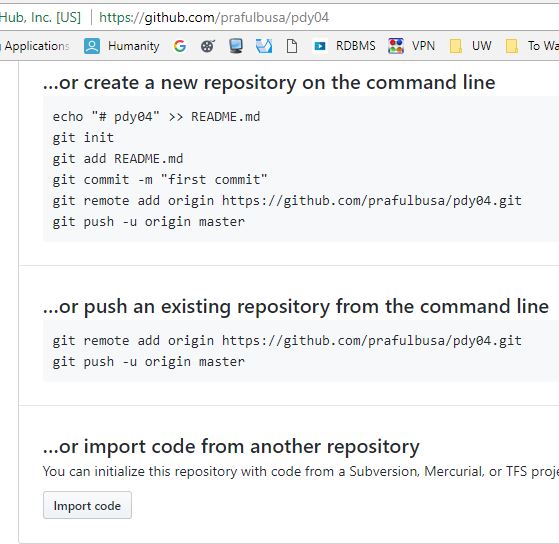 Hub, Inc. [US] | https://github.com/prafulbusa/pdy04
Applications Humanity RDBMS VPN UW To Wa
...or create a new repository on the command line
echo "# pdy04" >> README.md
git init
git add README.md
git commit -m "first commit"
git remote add origin https://github.com/prafulbusa/pdy04.git
git push -u origin master
...or push an existing repository from the command line
git remote add origin https://github.com/prafulbusa/pdy04.git
git push -u origin master
...or import code from another repository
You can initialize this repository with code from a Subversion, Mercurial, or TFS proje
Import code